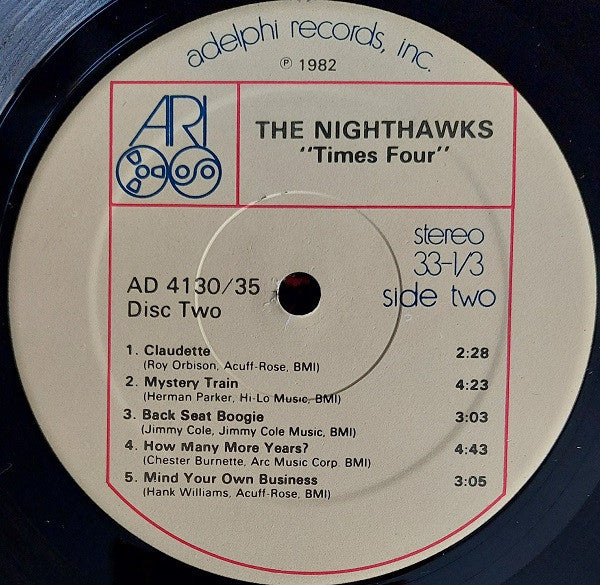 adelphi records, inc.
℗ 1982
ARI
THE NIGHTHAWKS
"Times Four"
stereo
33-1/3
side two
AD 4130/35
Disc Two
1. Claudette 2:28
(Roy Orbison, Acuff-Rose, BMI)
2. Mystery Train 4:23
(Herman Parker, Hi-Lo Music, BMI)
3. Back Seat Boogie 3:03
(Jimmy Cole, Jimmy Cole Music, BMI)
4. How Many More Years? 4:43
(Chester Burnette, Arc Music Corp. BMI)
5. Mind Your Own Business 3:05
(Hank Williams, Acuff-Rose, BMI)